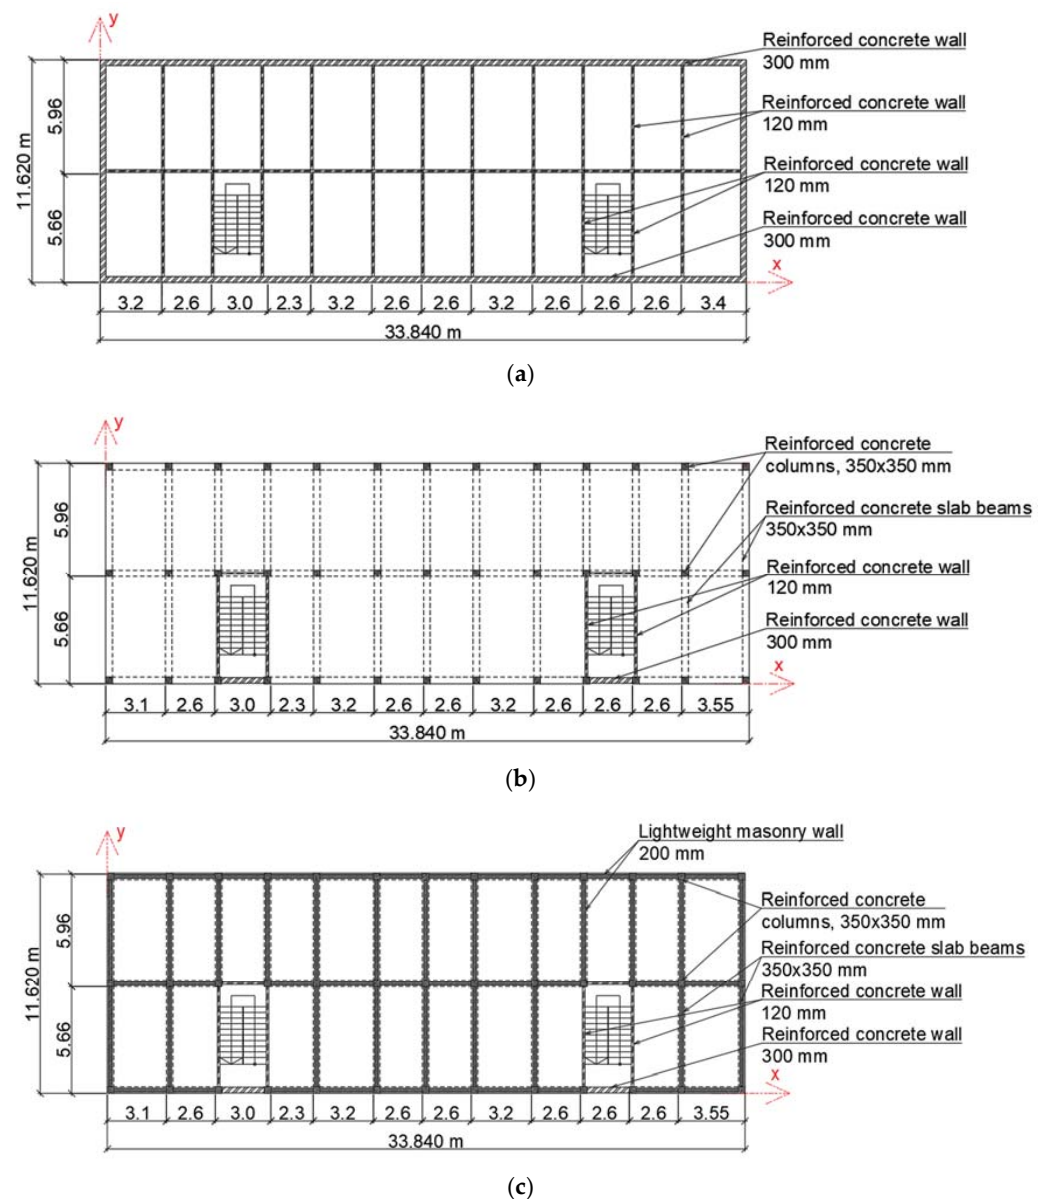 y
Reinforced concrete wall
300 mm
Reinforced concrete wall
120 mm
Reinforced concrete wall
120 mm
Reinforced concrete wall
300 mm
11.620 m
5.96
5.66
x
3.2 2.6 3.0 2.3 3.2 2.6 2.6 3.2 2.6 2.6 2.6 3.4
33.840 m
(a)
y
Reinforced concrete
columns, 350x350 mm
Reinforced concrete slab beams
350x350 mm
Reinforced concrete wall
120 mm
Reinforced concrete wall
300 mm
11.620 m
5.96
5.66
x
3.1 2.6 3.0 2.3 3.2 2.6 2.6 3.2 2.6 2.6 2.6 3.55
33.840 m
(b)
y
Lightweight masonry wall
200 mm
Reinforced concrete
columns, 350x350 mm
Reinforced concrete slab beams
350x350 mm
Reinforced concrete wall
120 mm
Reinforced concrete wall
300 mm
11.620 m
5.96
5.66
x
3.1 2.6 3.0 2.3 3.2 2.6 2.6 3.2 2.6 2.6 2.6 3.55
33.840 m
(c)